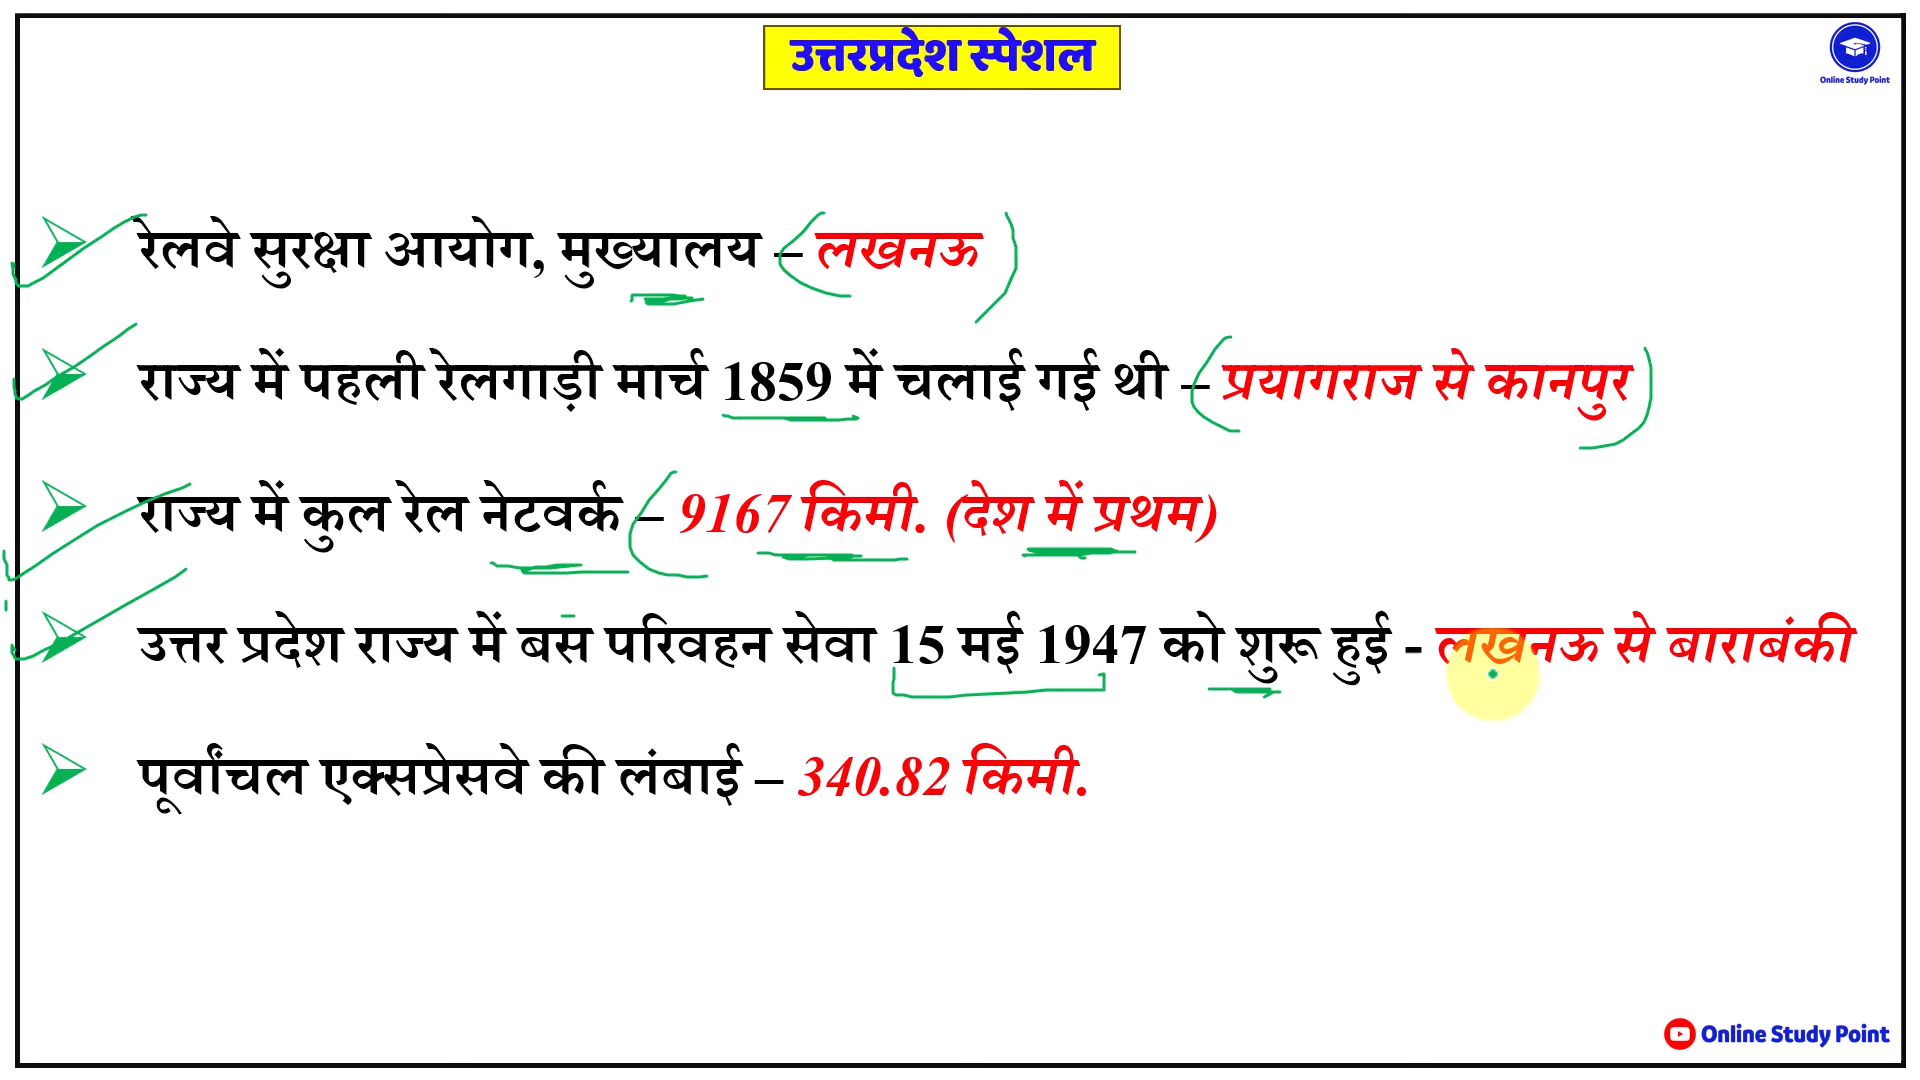 उत्तरप्रदेश स्पेशल
Online Study Point
रेलवे सुरक्षा आयोग, मुख्यालय – लखनऊ
राज्य में पहली रेलगाड़ी मार्च 1859 में चलाई गई थी – प्रयागराज से कानपुर
राज्य में कुल रेल नेटवर्क – 9167 किमी. (देश में प्रथम)
उत्तर प्रदेश राज्य में बस परिवहन सेवा 15 मई 1947 को शुरू हुई - लखनऊ से बाराबंकी
पूर्वांचल एक्सप्रेसवे की लंबाई – 340.82 किमी.
Online Study Point